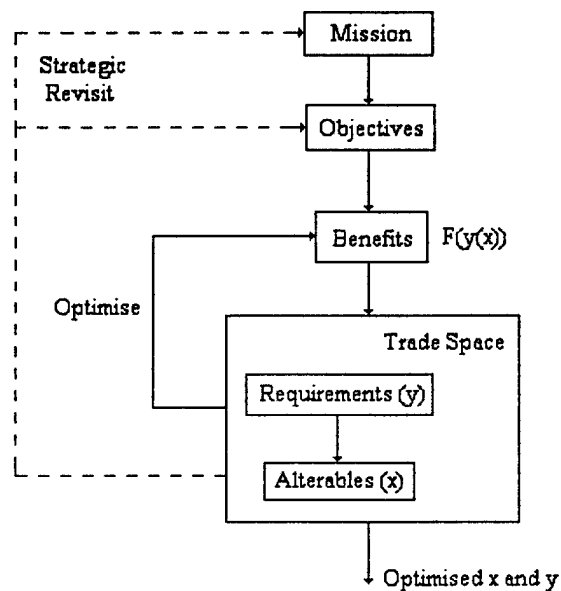 Mission
Strategic
Revisit
Objectives
Benefits
F(y(x))
Optimise
Trade Space
Requirements (y)
Alterables (x)
Optimised x and y